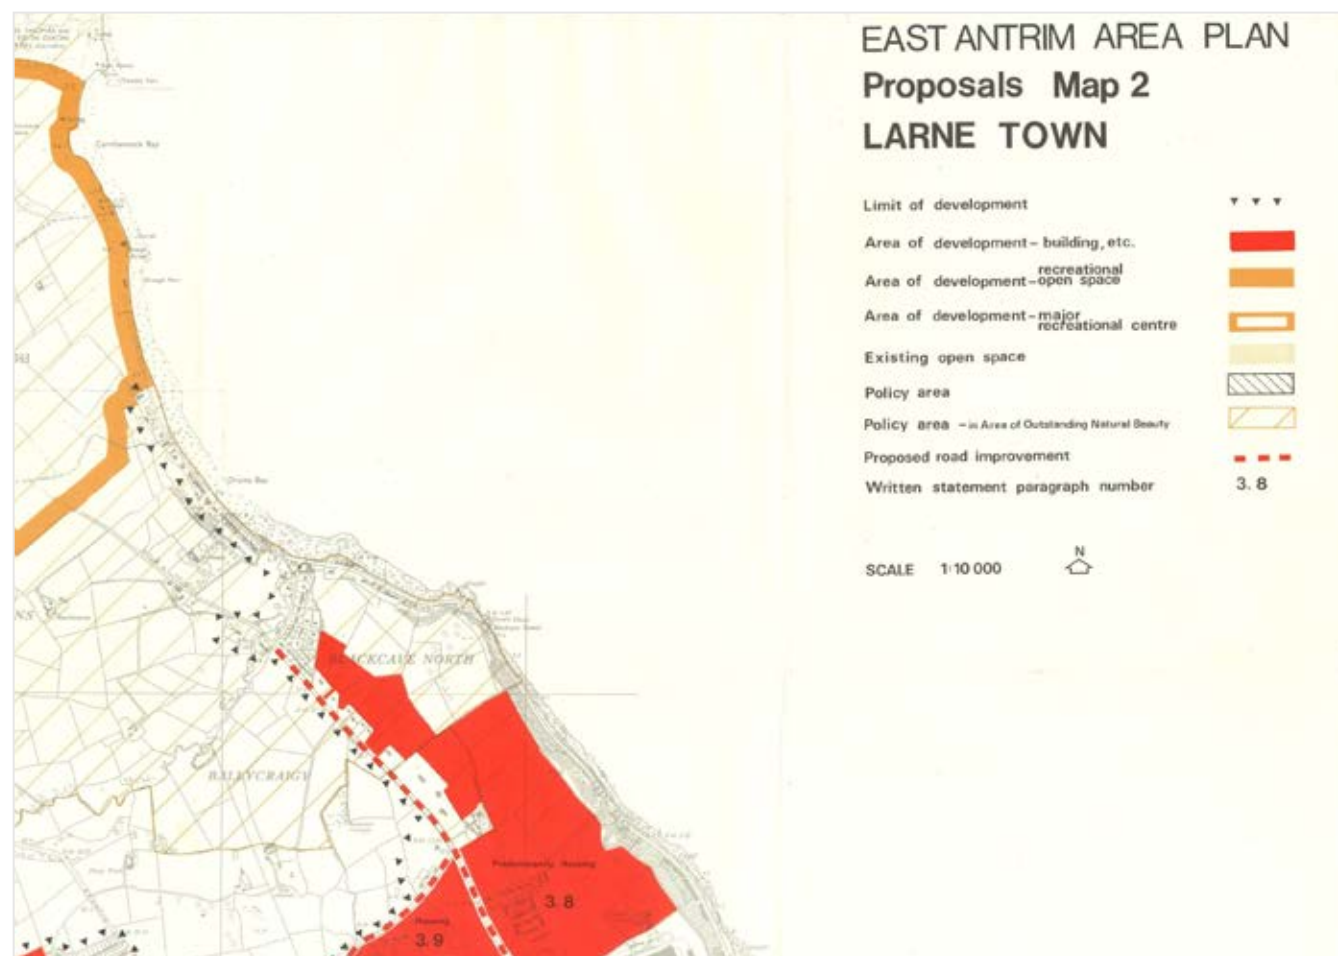 EAST ANTRIM AREA PLAN
Proposals Map 2
LARNE TOWN
Limit of development
Area of development - building, etc.
Area of development - recreational open space
Area of development - major recreational centre
Existing open space
Policy area
Policy area - in Area of Outstanding Natural Beauty
Proposed road improvement
Written statement paragraph number 3.8
SCALE 1:10 000
N
Drains Bay
BLACKCAVE NORTH
BALLYCRAIGY
Predominantly Housing
3.8
Housing
3.9